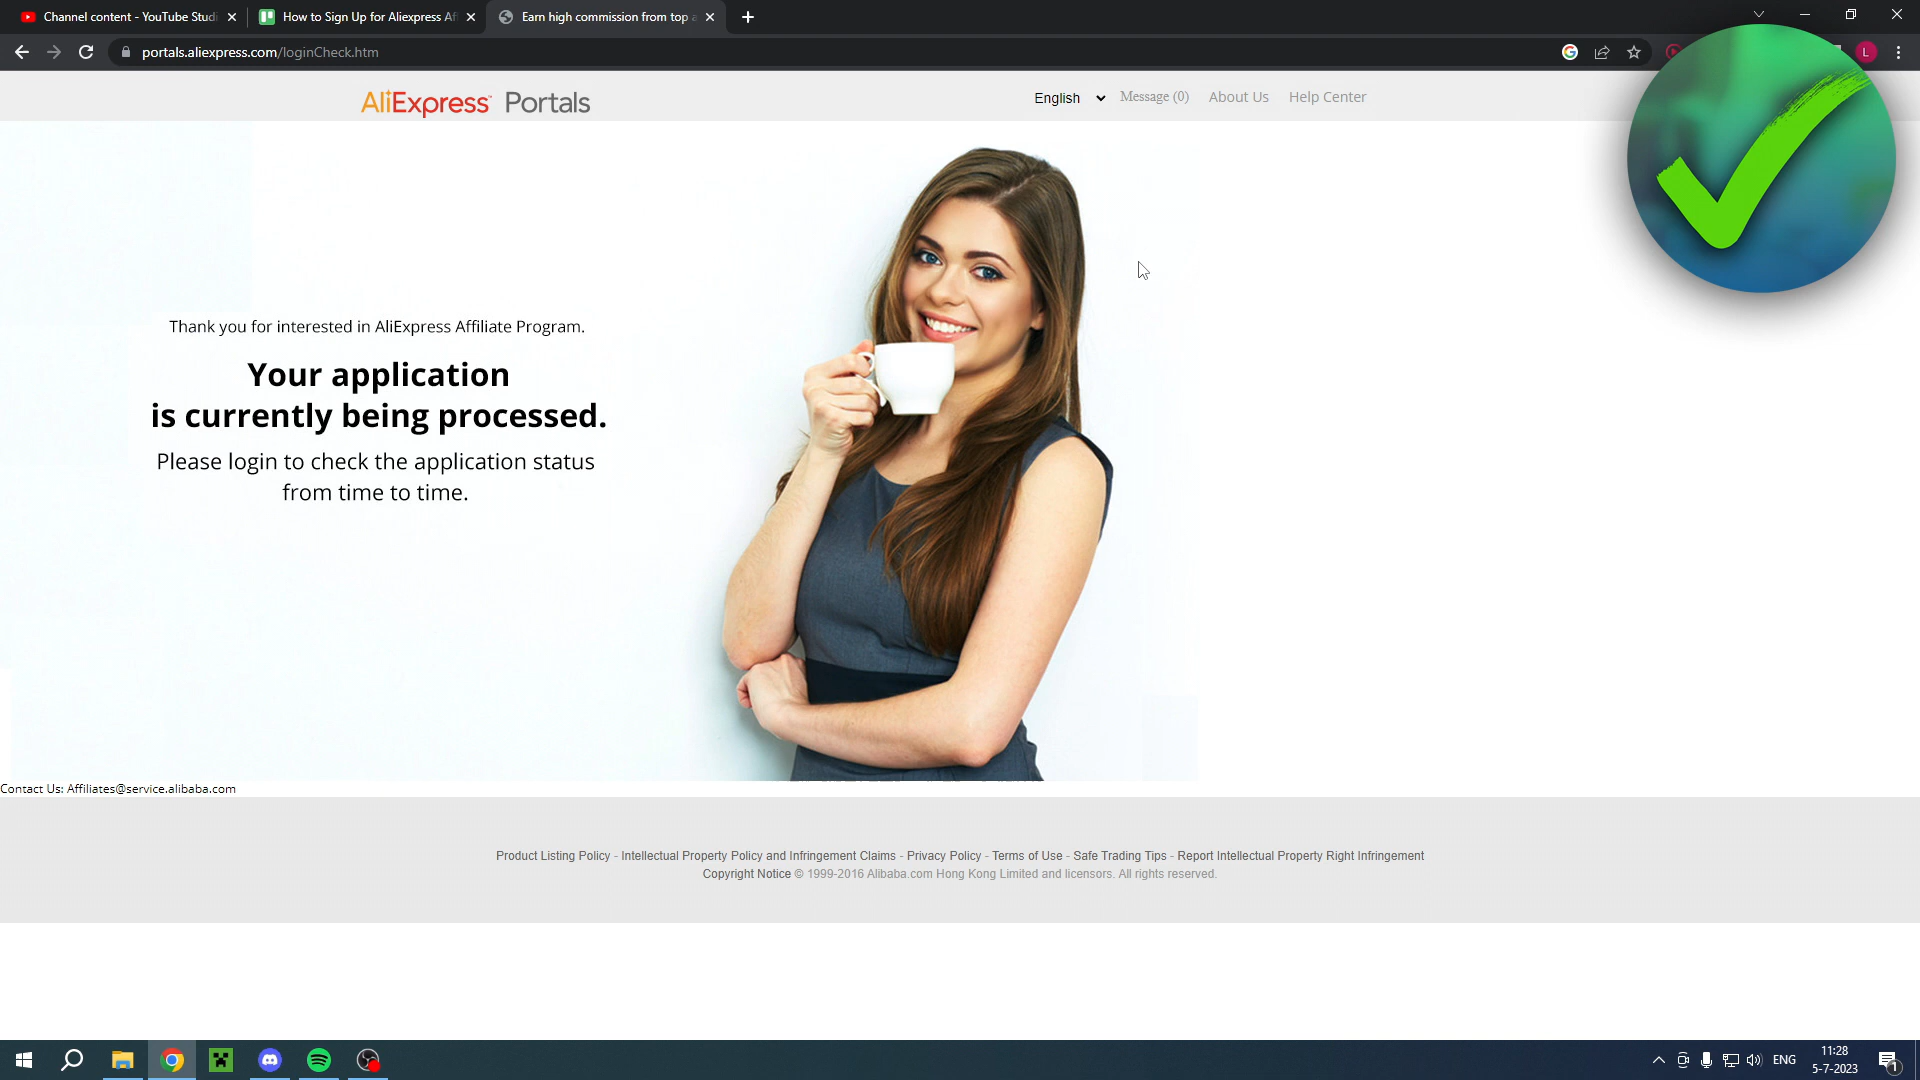 Channel content - YouTube Studi
How to Sign Up for Aliexpress Af
Earn high commission from top a
portals.aliexpress.com/loginCheck.htm
L
AliExpress Portals
English
Message (0)
About Us
Help Center
Thank you for interested in AliExpress Affiliate Program.
Your application
is currently being processed.
Please login to check the application status
from time to time.
Contact Us: Affiliates@service.alibaba.com
Product Listing Policy - Intellectual Property Policy and Infringement Claims - Privacy Policy - Terms of Use - Safe Trading Tips - Report Intellectual Property Right Infringement
Copyright Notice © 1999-2016 Alibaba.com Hong Kong Limited and licensors. All rights reserved.
ENG
11:28
5-7-2023
1